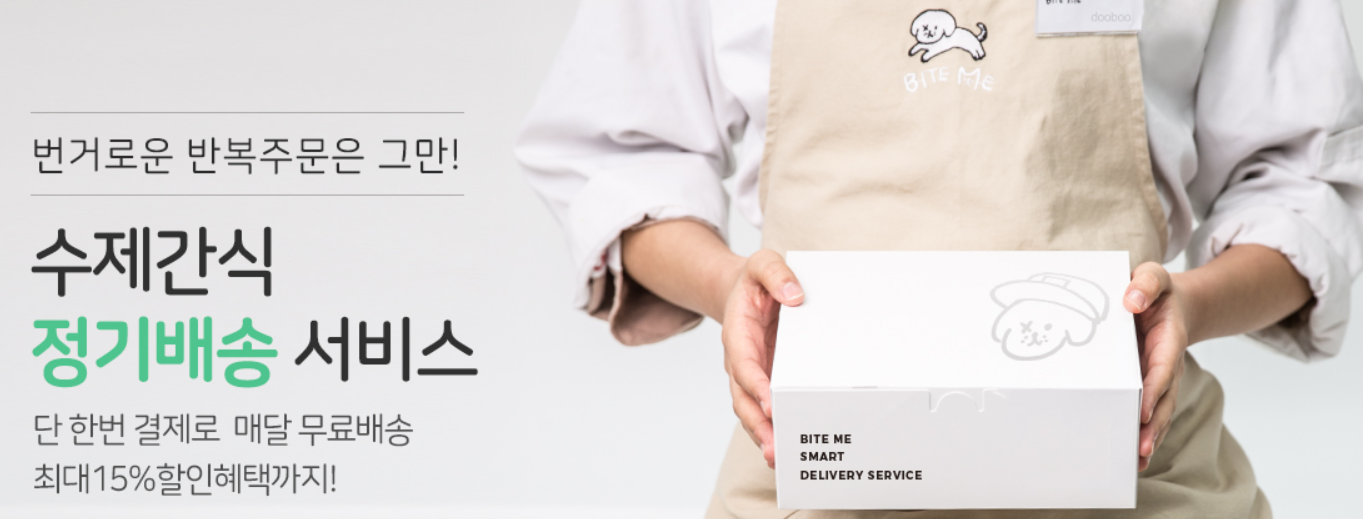 번거로운 반복주문은 그만!
수제간식
정기배송 서비스
단 한번 결제로 매달 무료배송
최대15%할인혜택까지!
BITE ME
dooboo
BITE ME
BITE ME
SMART
DELIVERY SERVICE